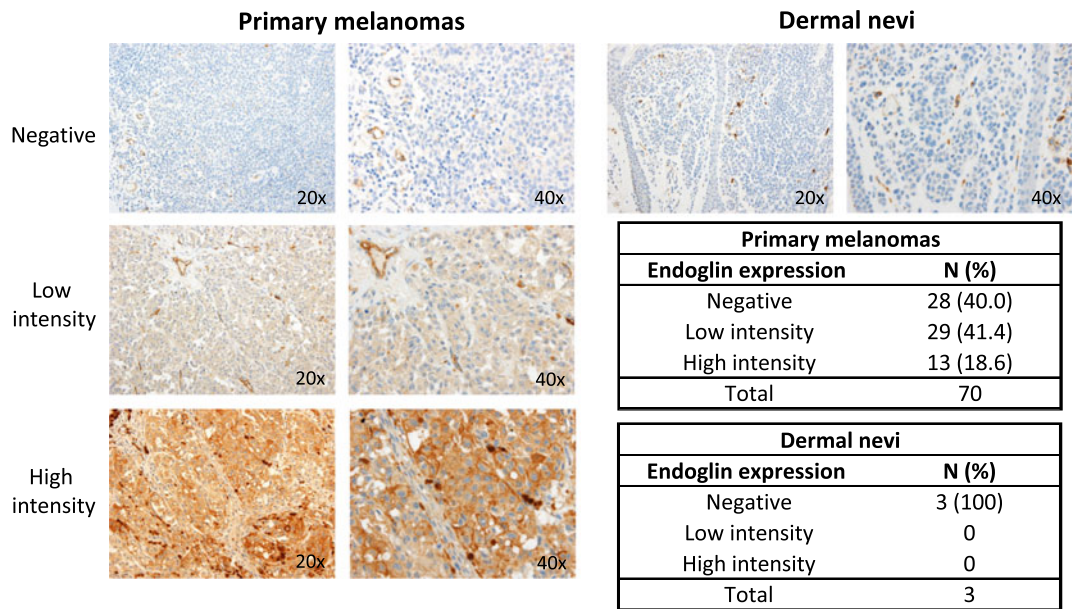 Primary melanomas
Dermal nevi
Negative
20x
40x
20x
40x
Low
intensity
20x
40x
High
intensity
20x
40x
Primary melanomas
Endoglin expression N (%)
Negative 28 (40.0)
Low intensity 29 (41.4)
High intensity 13 (18.6)
Total 70
Dermal nevi
Endoglin expression N (%)
Negative 3 (100)
Low intensity 0
High intensity 0
Total 3